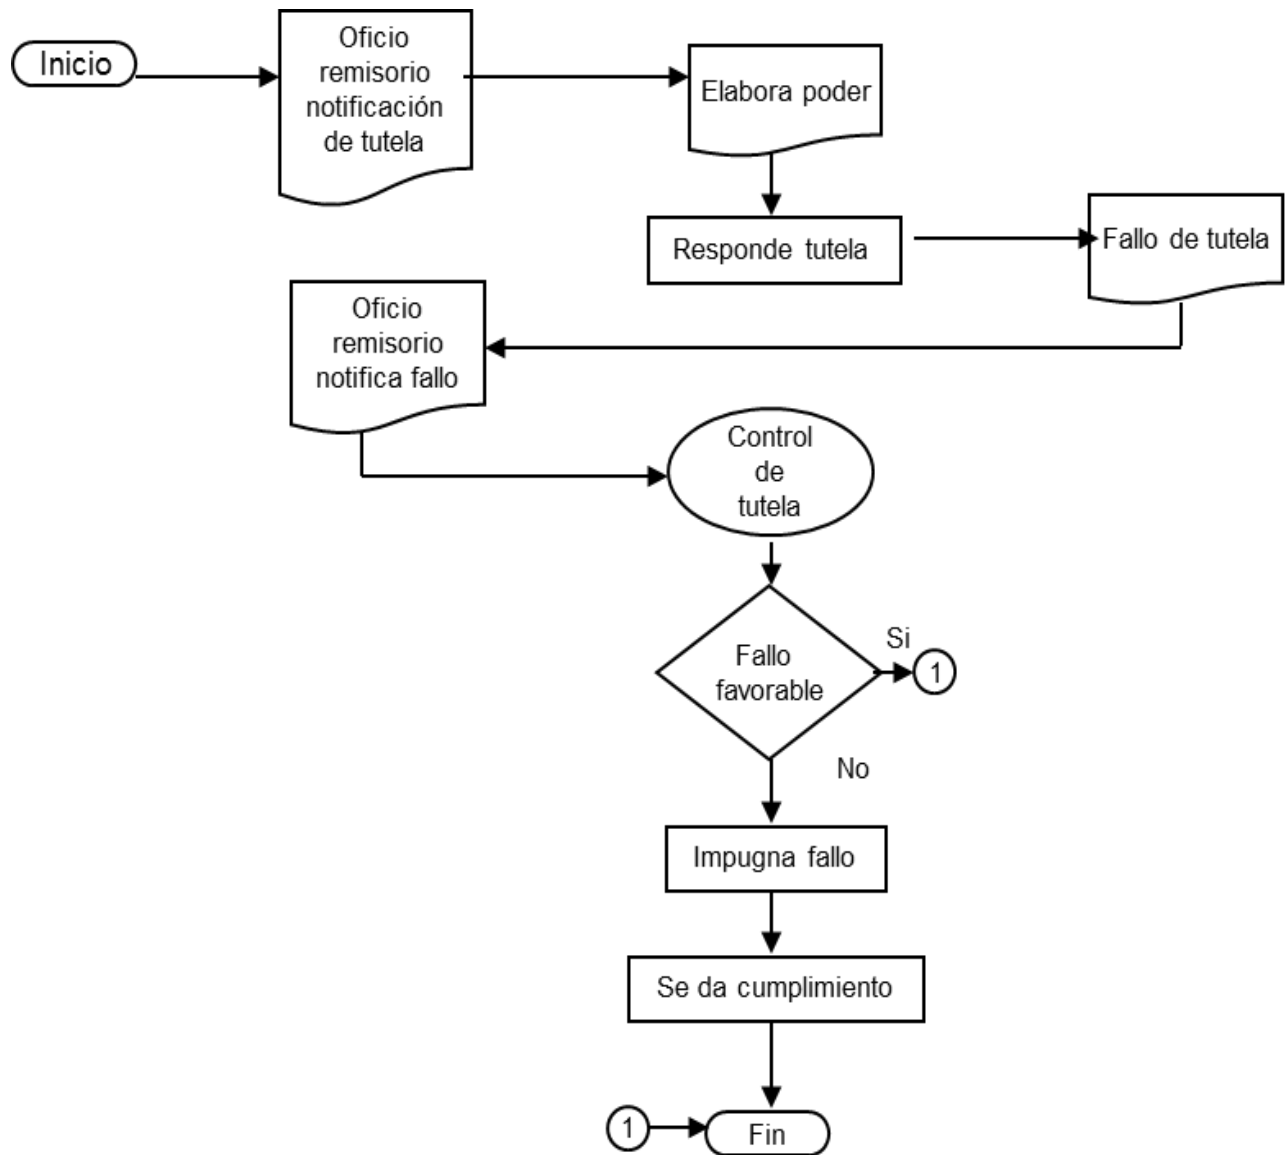 Inicio
Oficio
remisorio
notificación
de tutela
Elabora poder
Responde tutela
Fallo de tutela
Oficio
remisorio
notifica fallo
Control
de
tutela
Fallo
favorable
Si
1
No
Impugna fallo
Se da cumplimiento
1
Fin